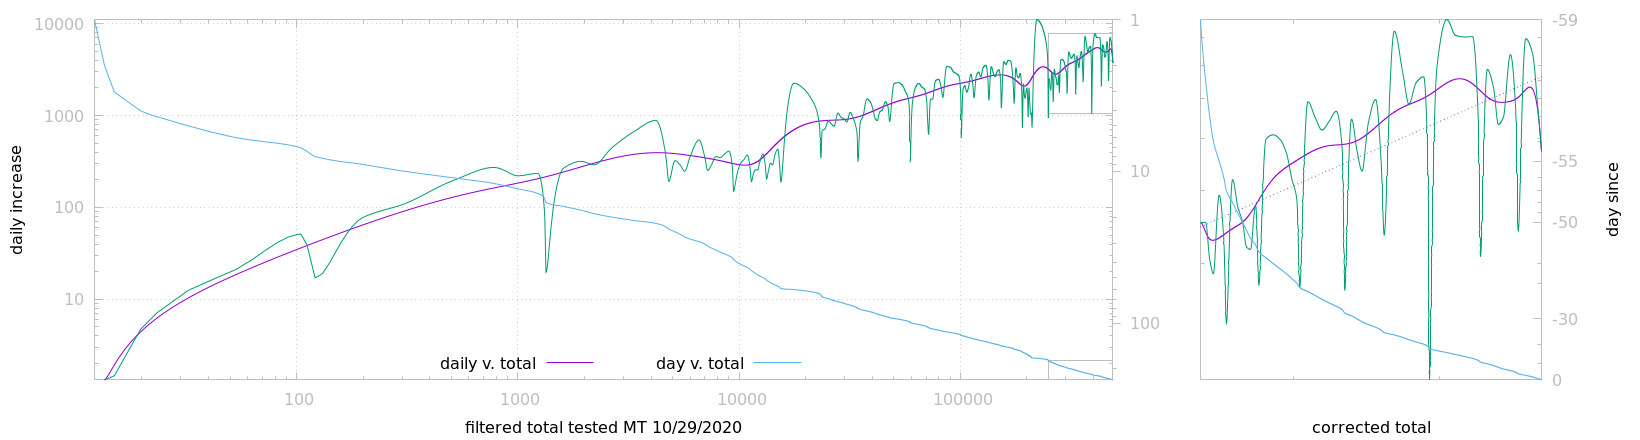 10000
1000
100
10
daily increase
daily v. total
day v. total
100
1000
10000
100000
filtered total tested MT 10/29/2020
1
10
100
-59
-55
-50
-30
0
day since
corrected total